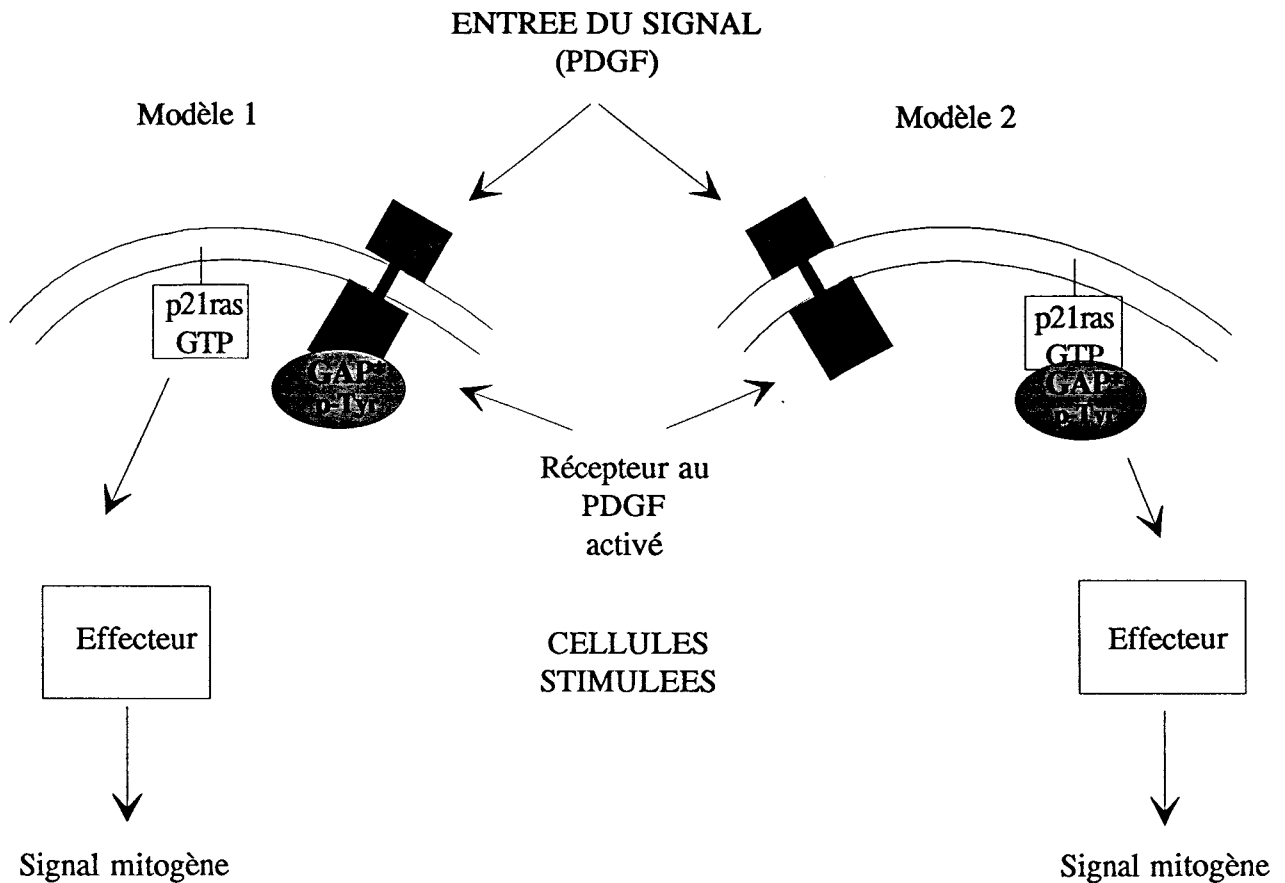 ENTREE DU SIGNAL
(PDGF)
Modèle 1
Modèle 2
p21ras
GTP
GAP*
p-Tyr
p21ras
GTP
GAP*
p-Tyr
Récepteur au
PDGF
activé
Effecteur
CELLULES
STIMULEES
Effecteur
Signal mitogène
Signal mitogène